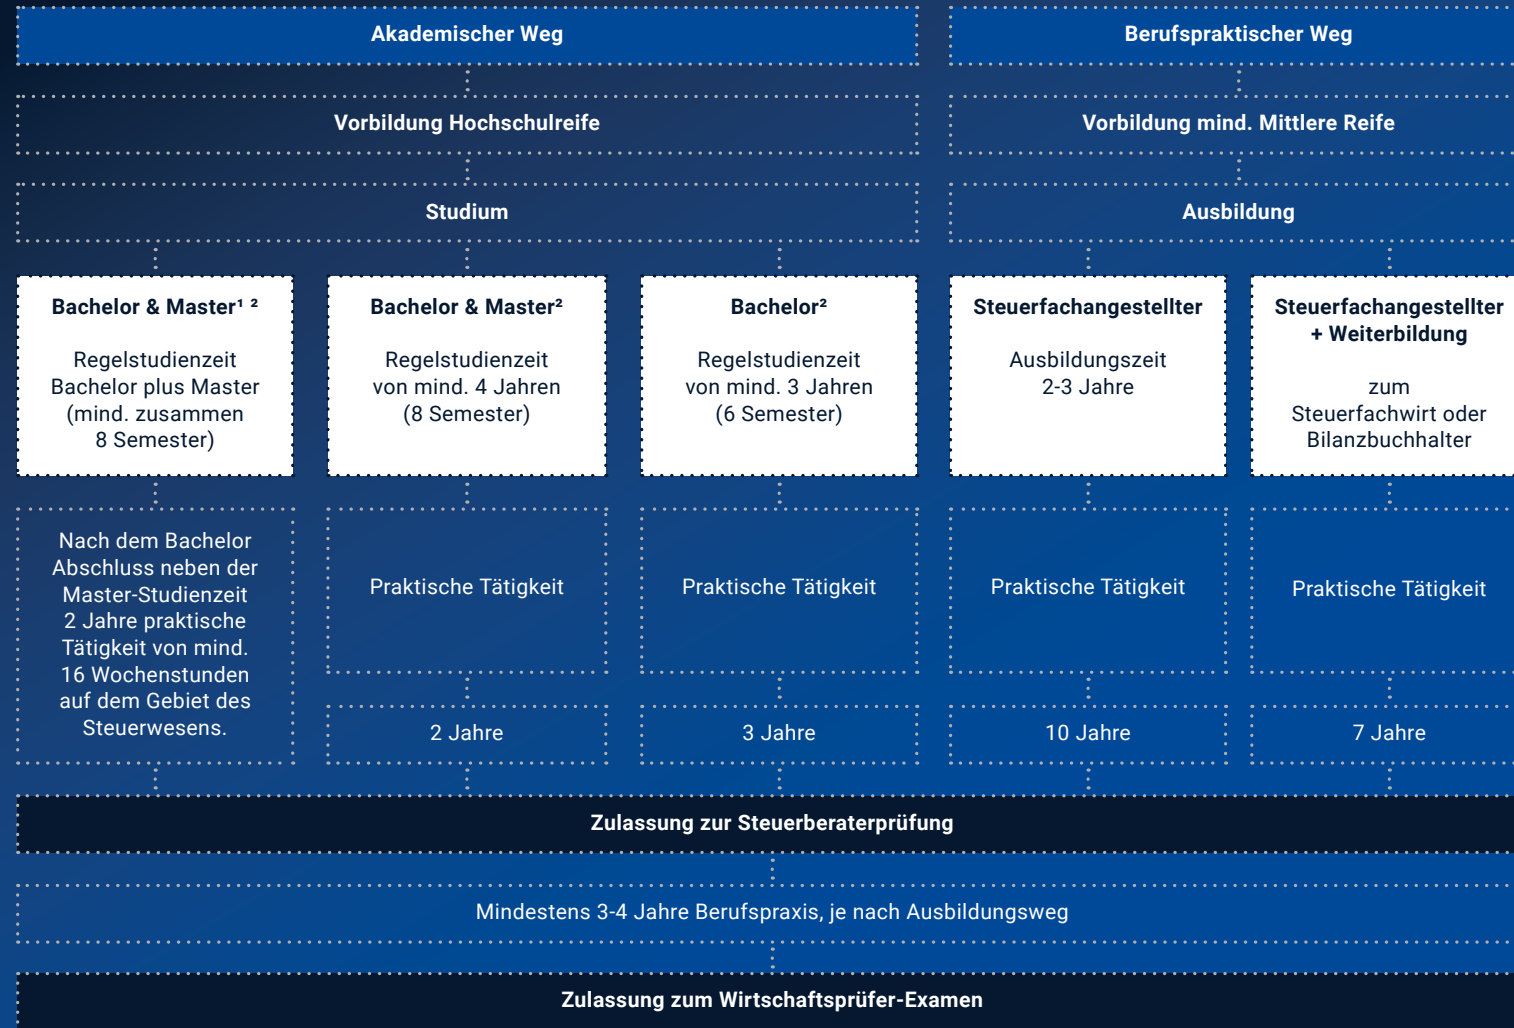 Akademischer Weg
Berufspraktischer Weg
Vorbildung Hochschulreife
Vorbildung mind. Mittlere Reife
Studium
Ausbildung
Bachelor & Master¹ ²
Regelstudienzeit
Bachelor plus Master
(mind. zusammen
8 Semester)
Bachelor & Master²
Regelstudienzeit
von mind. 4 Jahren
(8 Semester)
Bachelor²
Regelstudienzeit
von mind. 3 Jahren
(6 Semester)
Steuerfachangestellter
Ausbildungszeit
2-3 Jahre
Steuerfachangestellter
+ Weiterbildung
zum
Steuerfachwirt oder
Bilanzbuchhalter
Nach dem Bachelor
Abschluss neben der
Master-Studienzeit
2 Jahre praktische
Tätigkeit von mind.
16 Wochenstunden
auf dem Gebiet des
Steuerwesens.
Praktische Tätigkeit
Praktische Tätigkeit
Praktische Tätigkeit
Praktische Tätigkeit
2 Jahre
3 Jahre
10 Jahre
7 Jahre
Zulassung zur Steuerberaterprüfung
Mindestens 3-4 Jahre Berufspraxis, je nach Ausbildungsweg
Zulassung zum Wirtschaftsprüfer-Examen